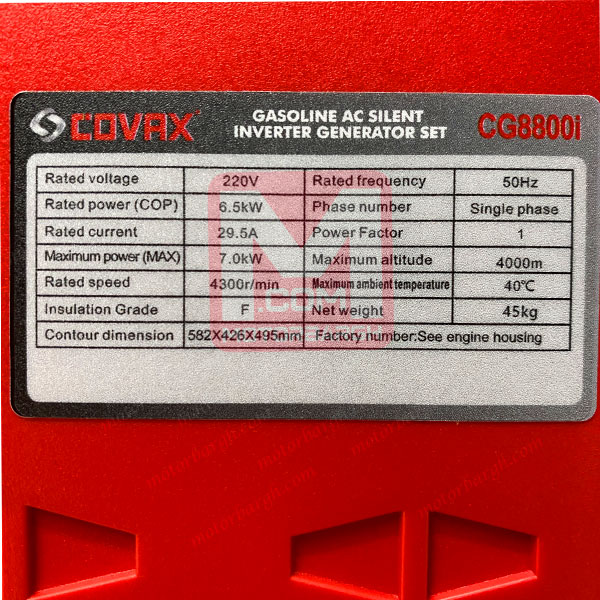 COVAX
GASOLINE AC SILENT
INVERTER GENERATOR SET
CG8800i
Rated voltage 220V Rated frequency 50Hz
Rated power (COP) 6.5kW Phase number Single phase
Rated current 29.5A Power Factor 1
Maximum power (MAX) 7.0kW Maximum altitude 4000m
Rated speed 4300r/min Maximum ambient temperature 40℃
Insulation Grade F Net weight 45kg
Contour dimension 582X426X495mm Factory number:See engine housing
.COM